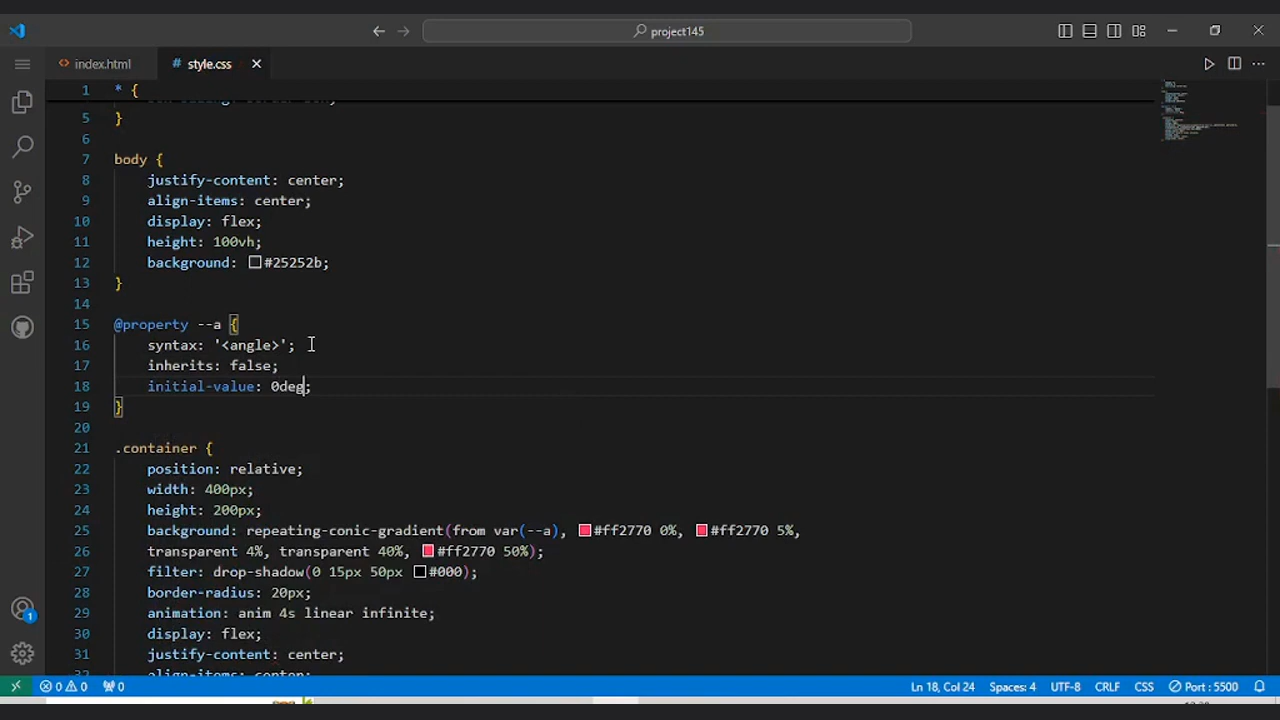 project145
index.html
style.css
1 * {
5 }
6
7 body {
8 justify-content: center;
9 align-items: center;
10 display: flex;
11 height: 100vh;
12 background: #25252b;
13 }
14
15 @property --a {
16 syntax: '<angle>';
17 inherits: false;
18 initial-value: 0deg;
19 }
20
21 .container {
22 position: relative;
23 width: 400px;
24 height: 200px;
25 background: repeating-conic-gradient(from var(--a), #ff2770 0%, #ff2770 5%,
26 transparent 4%, transparent 40%, #ff2770 50%);
27 filter: drop-shadow(0 15px 50px #000);
28 border-radius: 20px;
29 animation: anim 4s linear infinite;
30 display: flex;
31 justify-content: center;
1
0 0 0 Ln 18, Col 24 Spaces: 4 UTF-8 CRLF CSS Port : 5500